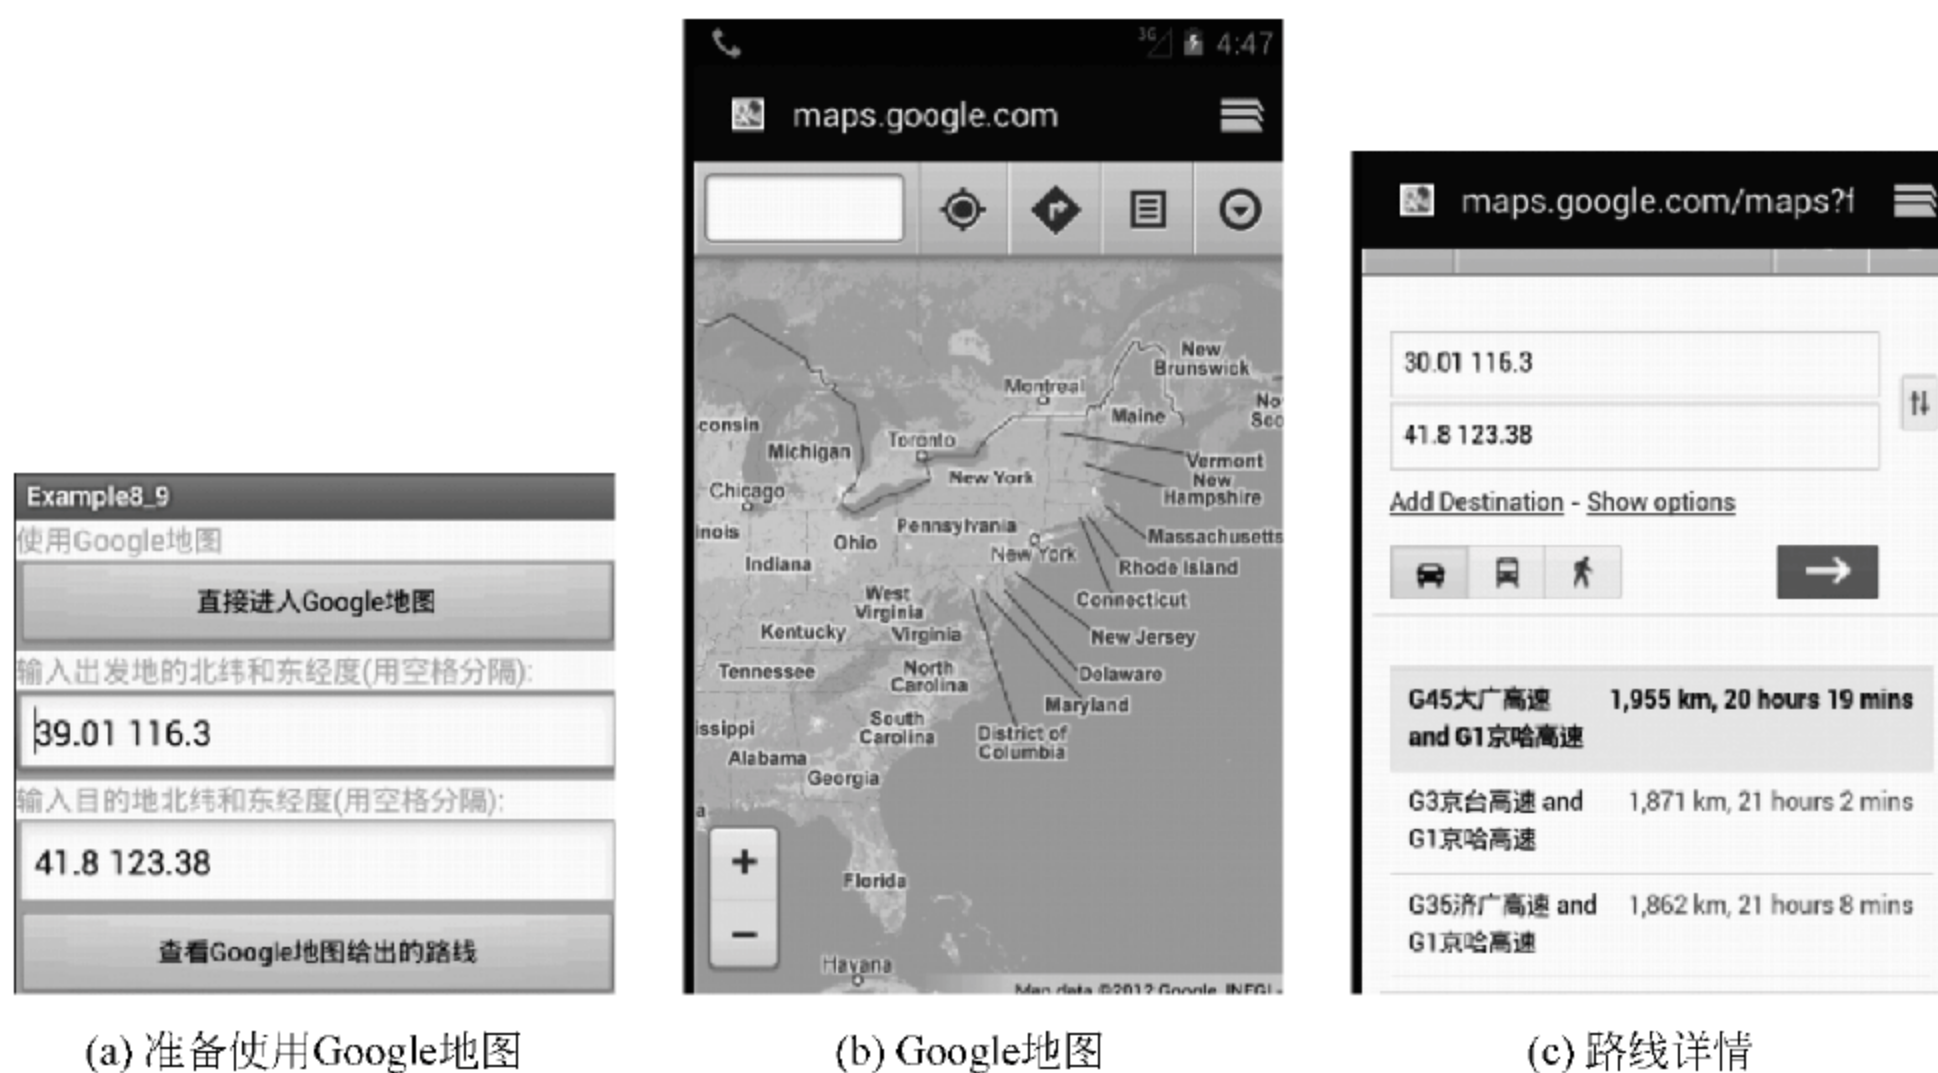 Example8_9
使用Google地图
直接进入Google地图
输入出发地的北纬和东经度(用空格分隔):
39.01 116.3
输入目的地北纬和东经度(用空格分隔):
41.8 123.38
查看Google地图给出的路线
(a) 准备使用Google地图
3G 4:47
maps.google.com
New
Brunswick
Montreal
Maine
No
Sco
consin
Michigan
Toronto
Vermont
New York
New
Hampshire
Chicago
Pennsylvania
Massachusetts
inois
Ohio
New York
Indiana
Rhode Island
West
Virginia
Connecticut
Kentucky
Virginia
New Jersey
Tennessee
North
Carolina
Delaware
Maryland
issippi
South
Carolina
District of
Columbia
Alabama
Georgia
a
+
Florida
−
Havana
Map data ©2012 Google, INEGI -
(b) Google地图
maps.google.com/maps?f
30.01 116.3
41.8 123.38
Add Destination - Show options
G45大广高速 1,955 km, 20 hours 19 mins
and G1京哈高速
G3京台高速 and 1,871 km, 21 hours 2 mins
G1京哈高速
G35济广高速 and 1,862 km, 21 hours 8 mins
G1京哈高速
(c) 路线详情